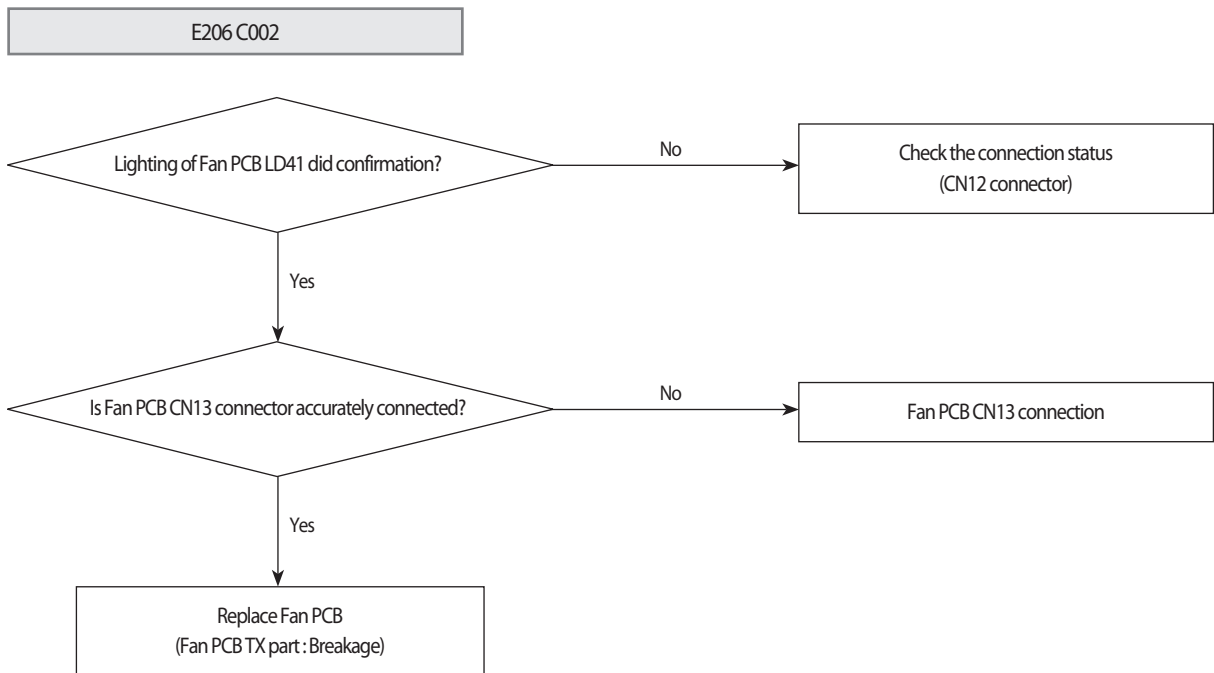 E206 C002
Lighting of Fan PCB LD41 did confirmation?
No
Check the connection status
(CN12 connector)
Yes
Is Fan PCB CN13 connector accurately connected?
No
Fan PCB CN13 connection
Yes
Replace Fan PCB
(Fan PCB TX part : Breakage)